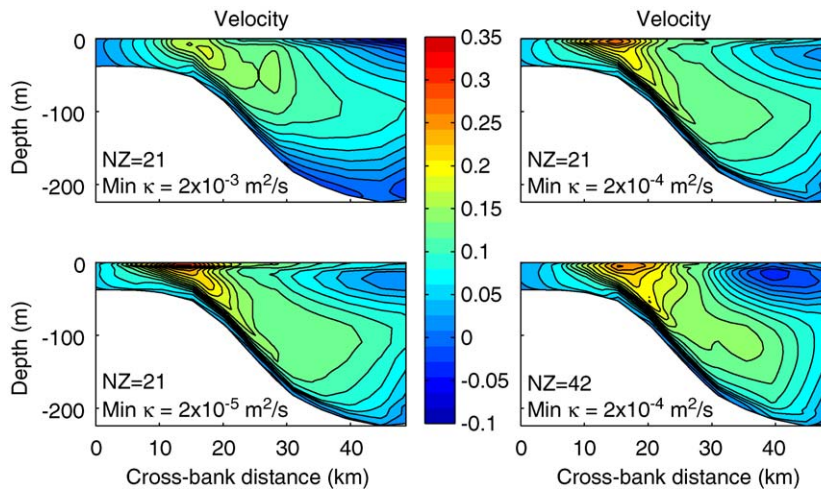 Velocity
Velocity
0
-100
-200
Depth (m)
NZ=21
Min κ = 2x10⁻³ m²/s
0.35
0.3
0.25
0.2
0.15
0.1
0.05
0
-0.05
-0.1
NZ=21
Min κ = 2x10⁻⁴ m²/s
0
-100
-200
Depth (m)
NZ=21
Min κ = 2x10⁻⁵ m²/s
NZ=42
Min κ = 2x10⁻⁴ m²/s
0 10 20 30 40
0 10 20 30 40
Cross-bank distance (km)
Cross-bank distance (km)